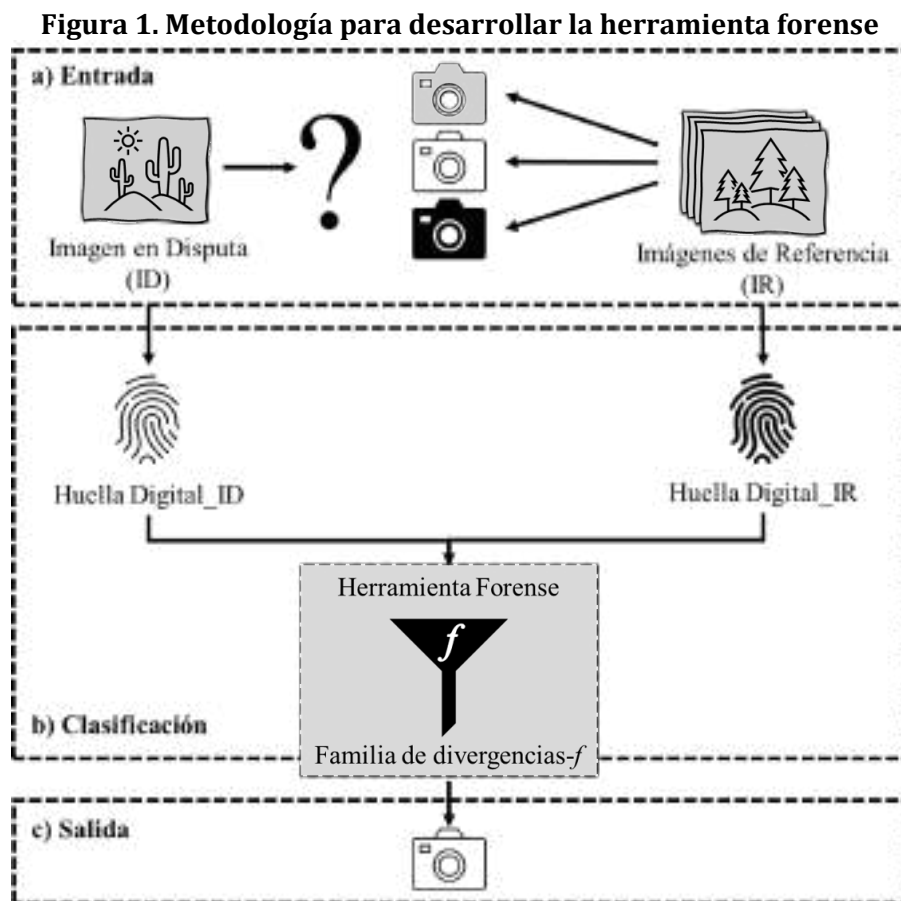 Figura 1. Metodología para desarrollar la herramienta forense
a) Entrada
?
Imagen en Disputa
(ID)
Imágenes de Referencia
(IR)
Huella Digital_ID
Huella Digital_IR
Herramienta Forense
f
Familia de divergencias-f
b) Clasificación
c) Salida